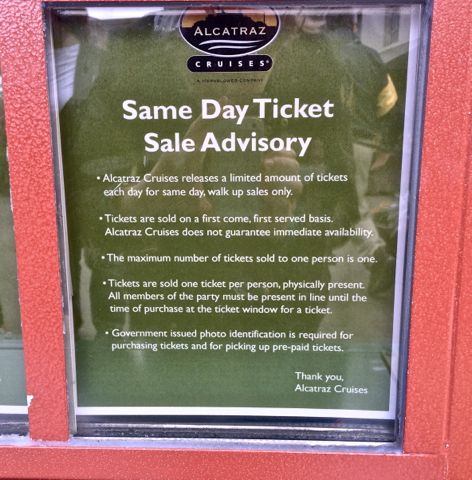 ALCATRAZ
CRUISES®
A HORNBLOWER COMPANY
Same Day Ticket
Sale Advisory
• Alcatraz Cruises releases a limited amount of tickets
each day for same day, walk up sales only.
• Tickets are sold on a first come, first served basis.
Alcatraz Cruises does not guarantee immediate availability.
• The maximum number of tickets sold to one person is one.
• Tickets are sold one ticket per person, physically present.
All members of the party must be present in line until the
time of purchase at the ticket window for a ticket.
• Government issued photo identification is required for
purchasing tickets and for picking up pre-paid tickets.
Thank you,
Alcatraz Cruises